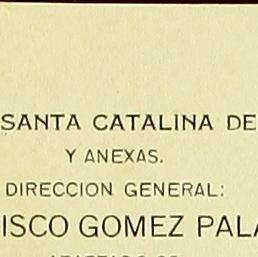 SANTA CATALINA DE
Y ANEXAS.
DIRECCION GENERAL:
ISCO GOMEZ PALA